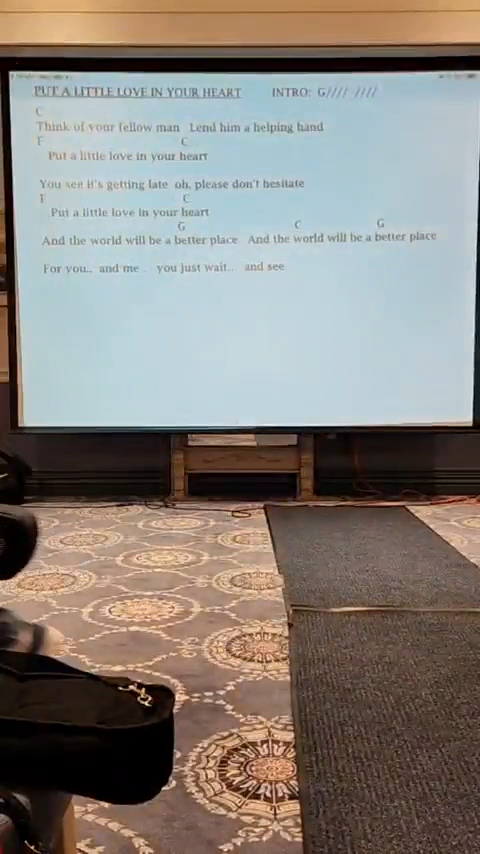 PUT A LITTLE LOVE IN YOUR HEART INTRO: G//// ////
C
Think of your fellow man Lend him a helping hand
F C
Put a little love in your heart
You see it's getting late oh, please don't hesitate
F C
Put a little love in your heart
G C G
And the world will be a better place And the world will be a better place
For you.. and me.. you just wait.. and see